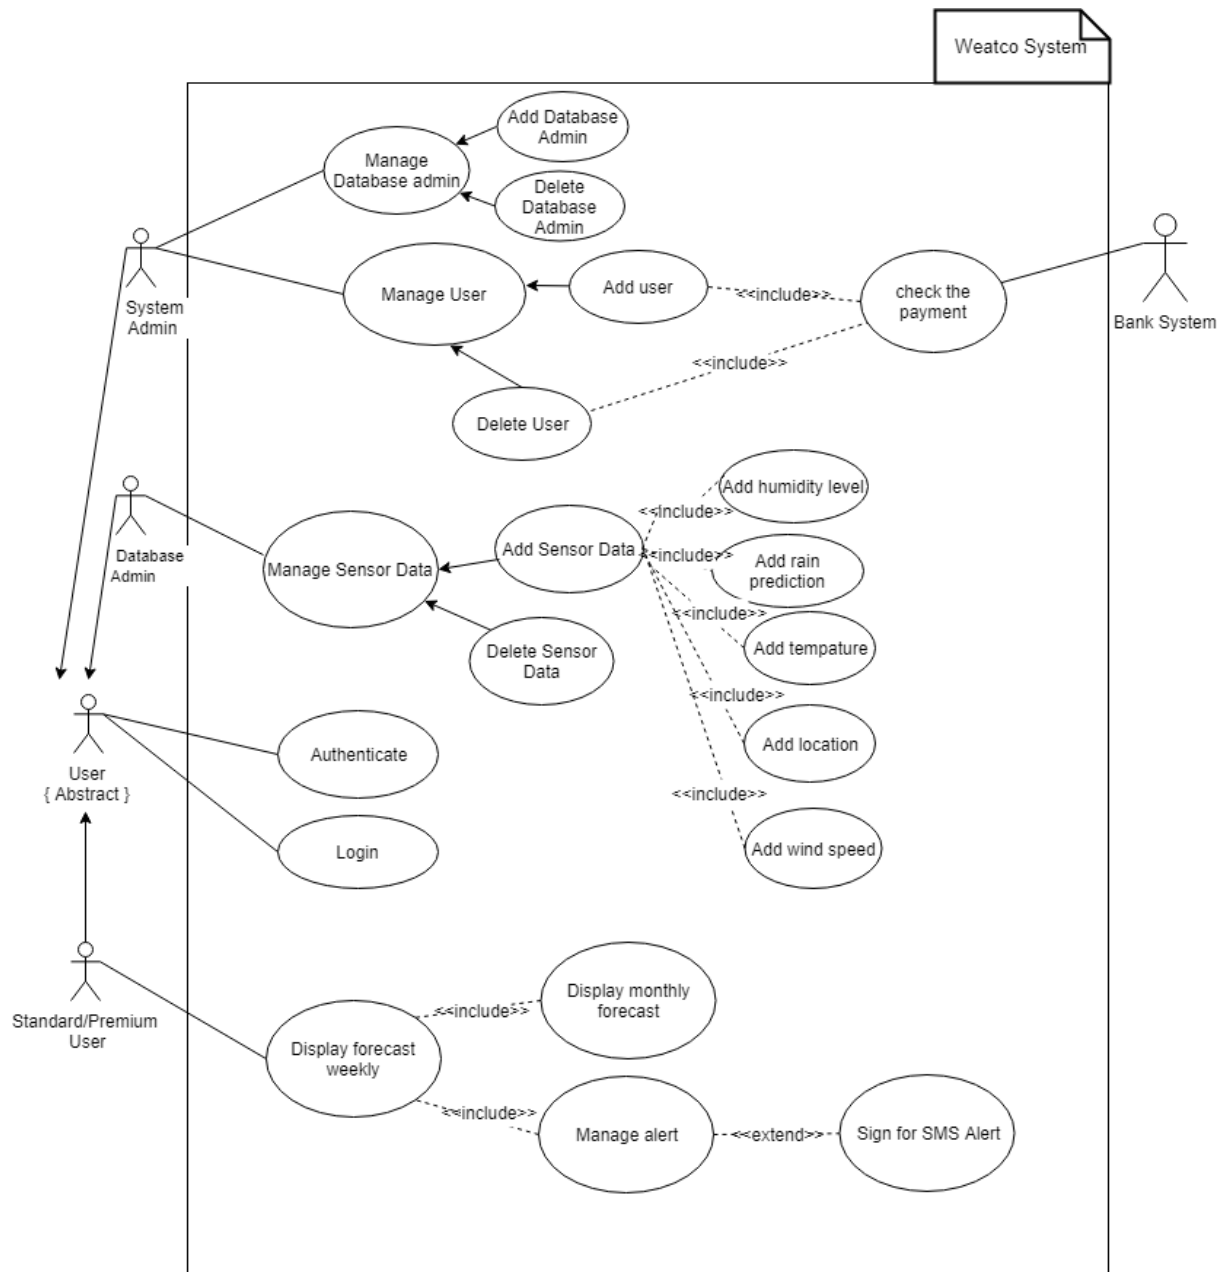 Weatco System
Add Database
Admin
Manage
Database admin
Delete
Database
Admin
System
Admin
Manage User
Add user
<<include>>
check the
payment
Bank System
<<include>>
Delete User
Database
Admin
Manage Sensor Data
Add Sensor Data
Delete Sensor
Data
<<Include>>
Add humidity level
<<include>>
Add rain
prediction
<<include>>
Add tempature
<<include>>
Add location
<<include>>
Add wind speed
User
{ Abstract }
Authenticate
Login
Standard/Premium
User
Display forecast
weekly
<<include>>
Display monthly
forecast
<<include>>
Manage alert
<<extend>>
Sign for SMS Alert